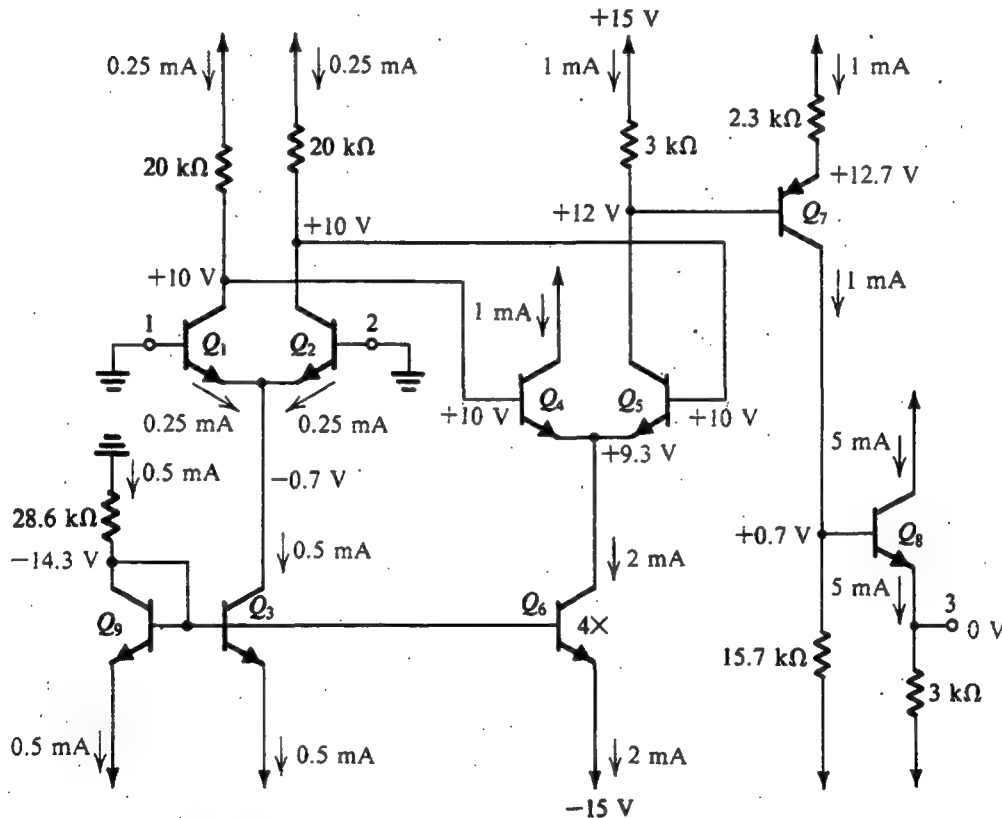 +15 V
0.25 mA
0.25 mA
1 mA
1 mA
2.3 kΩ
20 kΩ
20 kΩ
3 kΩ
+12.7 V
+10 V
+12 V
Q7
+10 V
1 mA
1 mA
1
2
Q1
Q2
Q4
Q5
+10 V
+10 V
0.25 mA
0.25 mA
+9.3 V
5 mA
0.5 mA
−0.7 V
28.6 kΩ
+0.7 V
Q8
−14.3 V
0.5 mA
2 mA
5 mA
Q9
Q3
Q6
4X
3
0 V
15.7 kΩ
3 kΩ
0.5 mA
0.5 mA
2 mA
−15 V